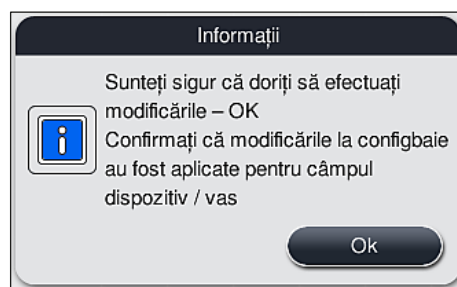 Informații
Sunteți sigur că doriți să efectuați
modificările – OK
Confirmați că modificările la configbaie
au fost aplicate pentru câmpul
dispozitiv / vas
Ok